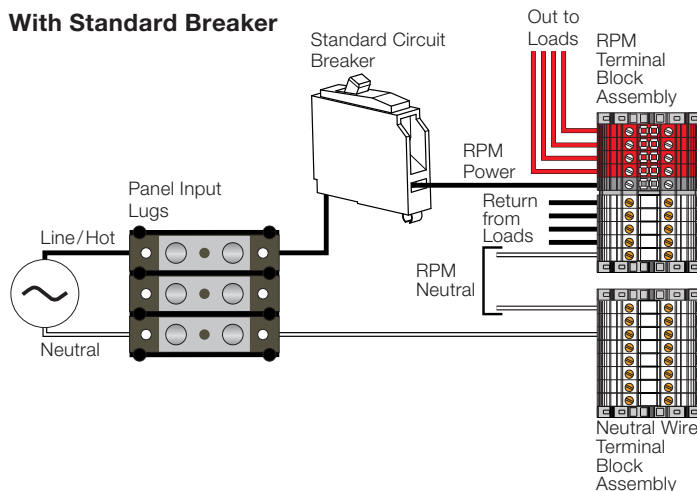 With Standard Breaker
Standard Circuit
Breaker
Out to
Loads
RPM
Terminal
Block
Assembly
RPM
Power
Panel Input
Lugs
Return
from
Loads
Line/Hot
RPM
Neutral
Neutral
Neutral Wire
Terminal
Block
Assembly